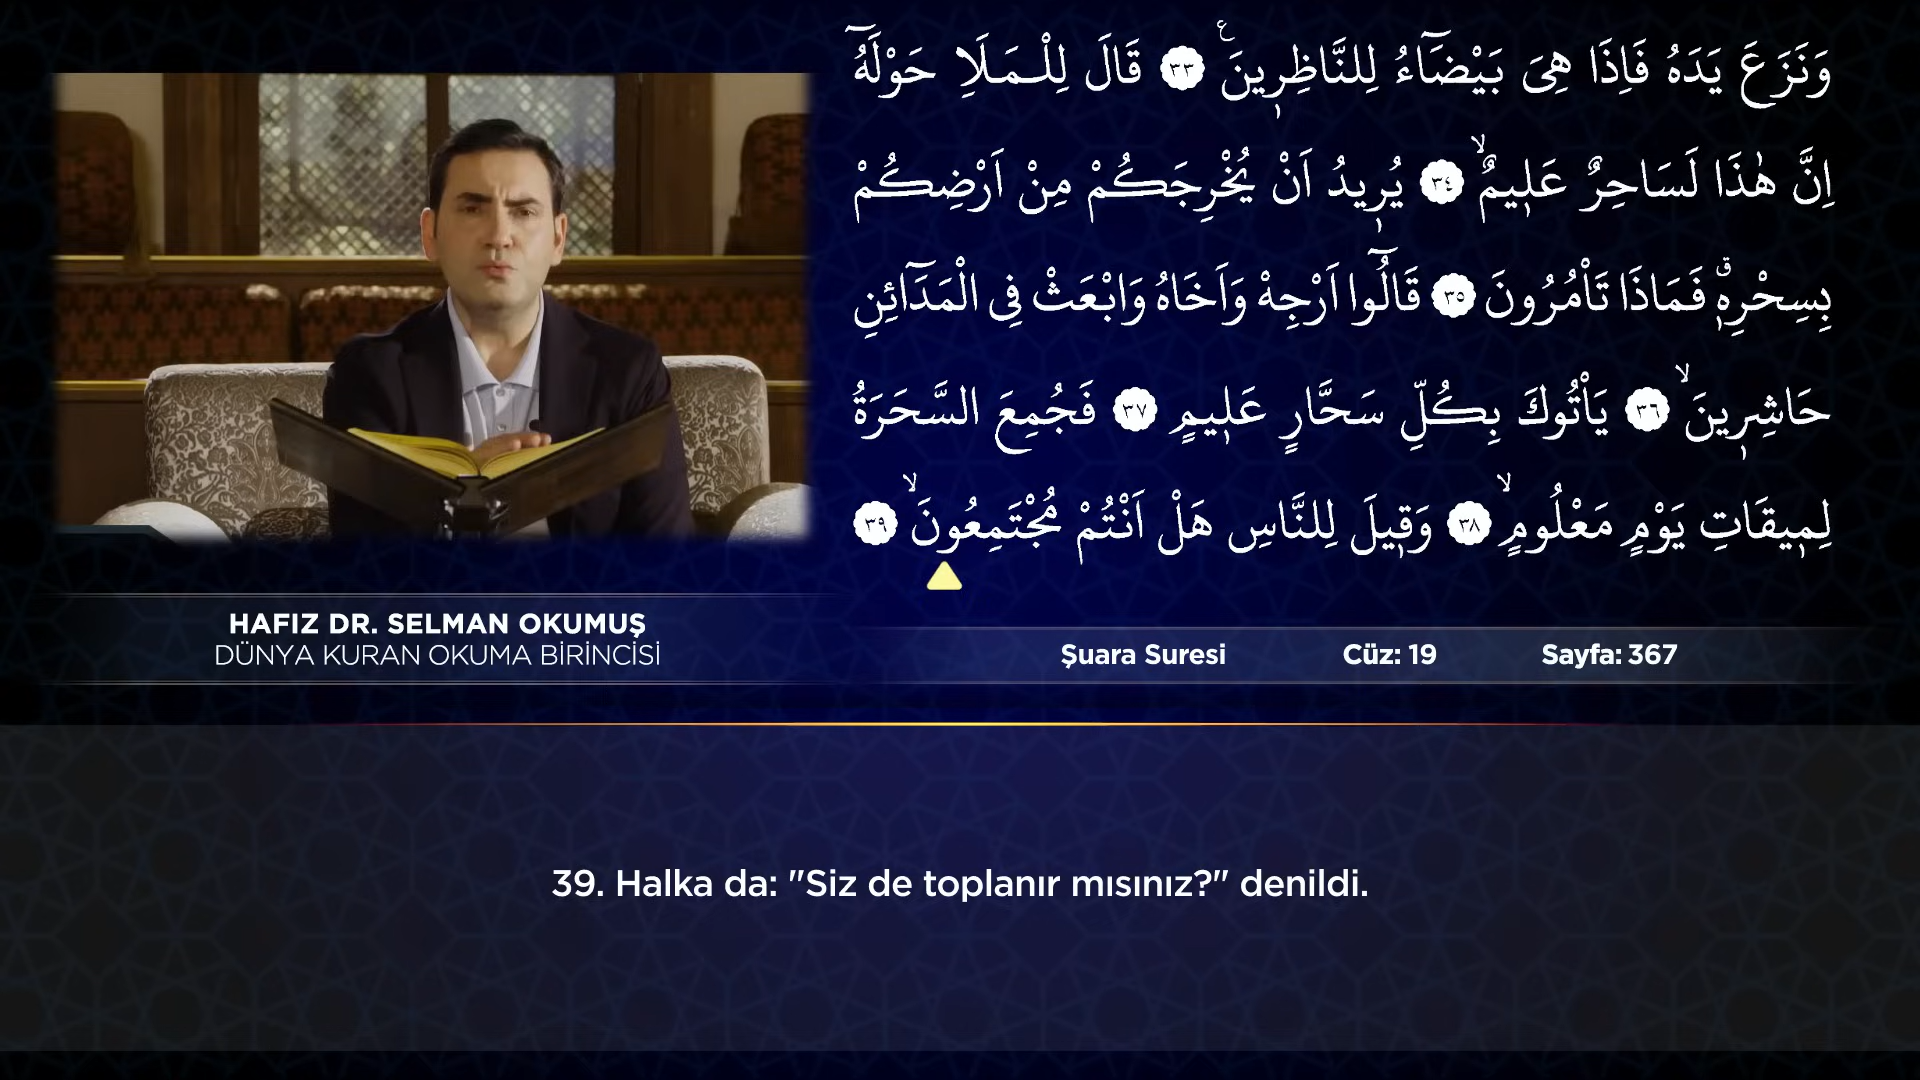 وَنَزَعَ يَدَهُ فَاِذَا هِىَ بَيْضَٓاءُ لِلنَّاظِرٖينَࣖ ﴿٣٣﴾ قَالَ لِلْمَلَأِ حَوْلَهُٓ
اِنَّ هٰذَا لَسَاحِرٌ عَلٖيمٌۙ ﴿٣٤﴾ يُرٖيدُ اَنْ يُخْرِجَكُمْ مِنْ اَرْضِكُمْ
بِسِحْرِهٖۗ فَمَاذَا تَأْمُرُونَ ﴿٣٥﴾ قَالُٓوا اَرْجِهْ وَاَخَاهُ وَابْعَثْ فِى الْمَدَٓائِنِ
حَاشِرٖينَۙ ﴿٣٦﴾ يَأْتُوكَ بِكُلِّ سَحَّارٍ عَلٖيمٍ ﴿٣٧﴾ فَجُمِعَ السَّحَرَةُ
لِمٖيقَاتِ يَوْمٍ مَعْلُومٍۙ ﴿٣٨﴾ وَقٖيلَ لِلنَّاسِ هَلْ اَنْتُمْ مُجْتَمِعُونَۙ ﴿٣٩﴾
HAFIZ DR. SELMAN OKUMUŞ
DÜNYA KURAN OKUMA BİRİNCİSİ
Şuara Suresi Cüz: 19 Sayfa: 367
39. Halka da: "Siz de toplanır mısınız?" denildi.